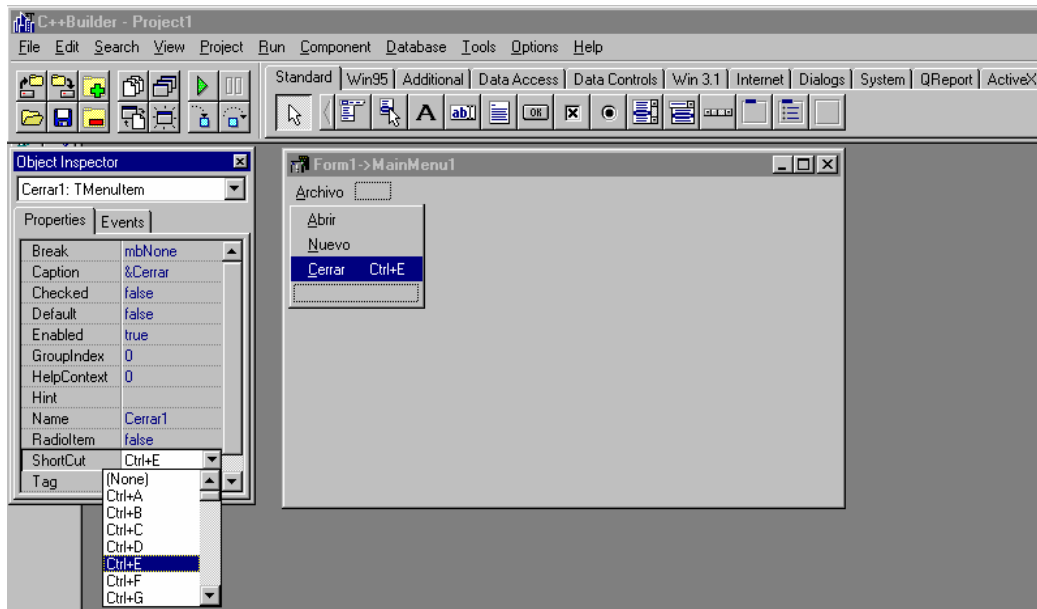 C++Builder - Project1
File Edit Search View Project Run Component Database Tools Options Help
Standard Win95 Additional Data Access Data Controls Win 3.1 Internet Dialogs System QReport ActiveX
A ab OK
Object Inspector
Cerrar1: TMenuItem
Properties Events
Break mbNone
Caption &Cerrar
Checked false
Default false
Enabled true
GroupIndex 0
HelpContext 0
Hint
Name Cerrar1
RadioItem false
ShortCut Ctrl+E
Tag
(None)
Ctrl+A
Ctrl+B
Ctrl+C
Ctrl+D
Ctrl+E
Ctrl+F
Ctrl+G
Form1->MainMenu1
Archivo
Abrir
Nuevo
Cerrar Ctrl+E